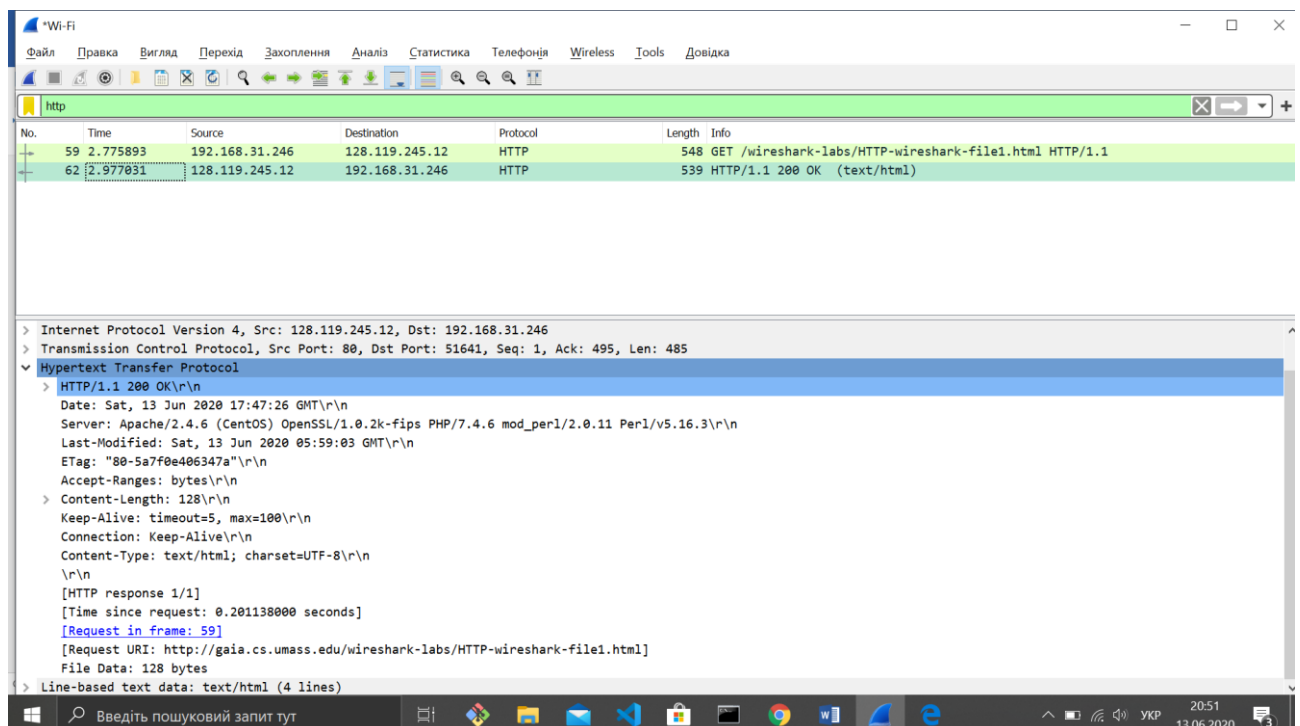 *Wi-Fi
Файл Правка Вигляд Перехід Захоплення Аналіз Статистика Телефонія Wireless Tools Довідка
http
No. Time Source Destination Protocol Length Info
59 2.775893 192.168.31.246 128.119.245.12 HTTP 548 GET /wireshark-labs/HTTP-wireshark-file1.html HTTP/1.1
62 2.977031 128.119.245.12 192.168.31.246 HTTP 539 HTTP/1.1 200 OK (text/html)
> Internet Protocol Version 4, Src: 128.119.245.12, Dst: 192.168.31.246
> Transmission Control Protocol, Src Port: 80, Dst Port: 51641, Seq: 1, Ack: 495, Len: 485
Hypertext Transfer Protocol
> HTTP/1.1 200 OK\r\n
Date: Sat, 13 Jun 2020 17:47:26 GMT\r\n
Server: Apache/2.4.6 (CentOS) OpenSSL/1.0.2k-fips PHP/7.4.6 mod_perl/2.0.11 Perl/v5.16.3\r\n
Last-Modified: Sat, 13 Jun 2020 05:59:03 GMT\r\n
ETag: "80-5a7f0e406347a"\r\n
Accept-Ranges: bytes\r\n
> Content-Length: 128\r\n
Keep-Alive: timeout=5, max=100\r\n
Connection: Keep-Alive\r\n
Content-Type: text/html; charset=UTF-8\r\n
\r\n
[HTTP response 1/1]
[Time since request: 0.201138000 seconds]
[Request in frame: 59]
[Request URI: http://gaia.cs.umass.edu/wireshark-labs/HTTP-wireshark-file1.html]
File Data: 128 bytes
> Line-based text data: text/html (4 lines)
Введіть пошуковий запит тут
УКР
20:51
13.06.2020
3